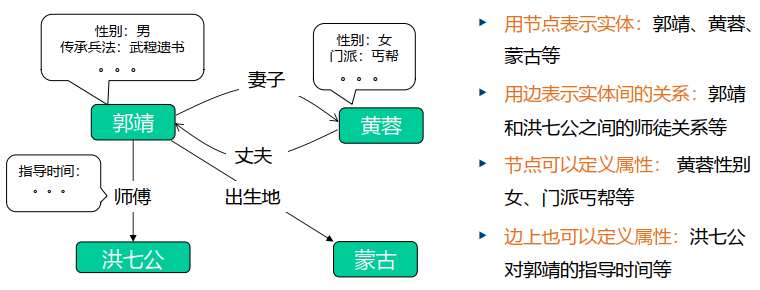 性别：男
传承兵法：武穆遗书
。。。
性别：女
门派：丐帮
。。。
妻子
郭靖
黄蓉
丈夫
指导时间：
。。。
师傅
出生地
洪七公
蒙古
用节点表示实体：郭靖、黄蓉、
蒙古等
用边表示实体间的关系：郭靖
和洪七公之间的师徒关系等
节点可以定义属性： 黄蓉性别
女、门派丐帮等
边上也可以定义属性：洪七公
对郭靖的指导时间等